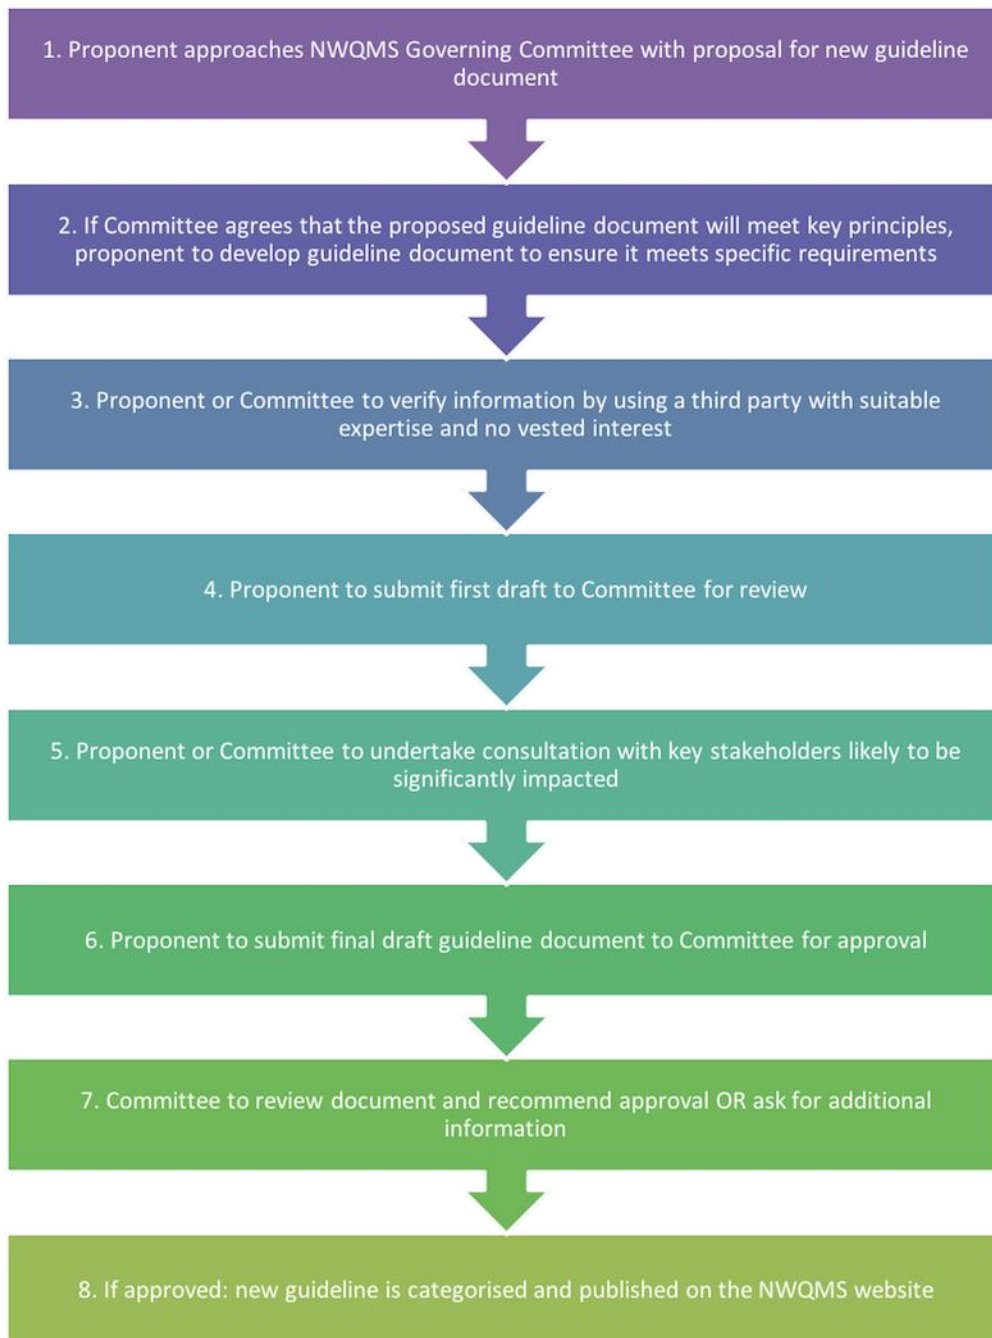 1. Proponent approaches NWQMS Governing Committee with proposal for new guideline
document
2. If Committee agrees that the proposed guideline document will meet key principles,
proponent to develop guideline document to ensure it meets specific requirements
3. Proponent or Committee to verify information by using a third party with suitable
expertise and no vested interest
4. Proponent to submit first draft to Committee for review
5. Proponent or Committee to undertake consultation with key stakeholders likely to be
significantly impacted
6. Proponent to submit final draft guideline document to Committee for approval
7. Committee to review document and recommend approval OR ask for additional
information
8. If approved: new guideline is categorised and published on the NWQMS website